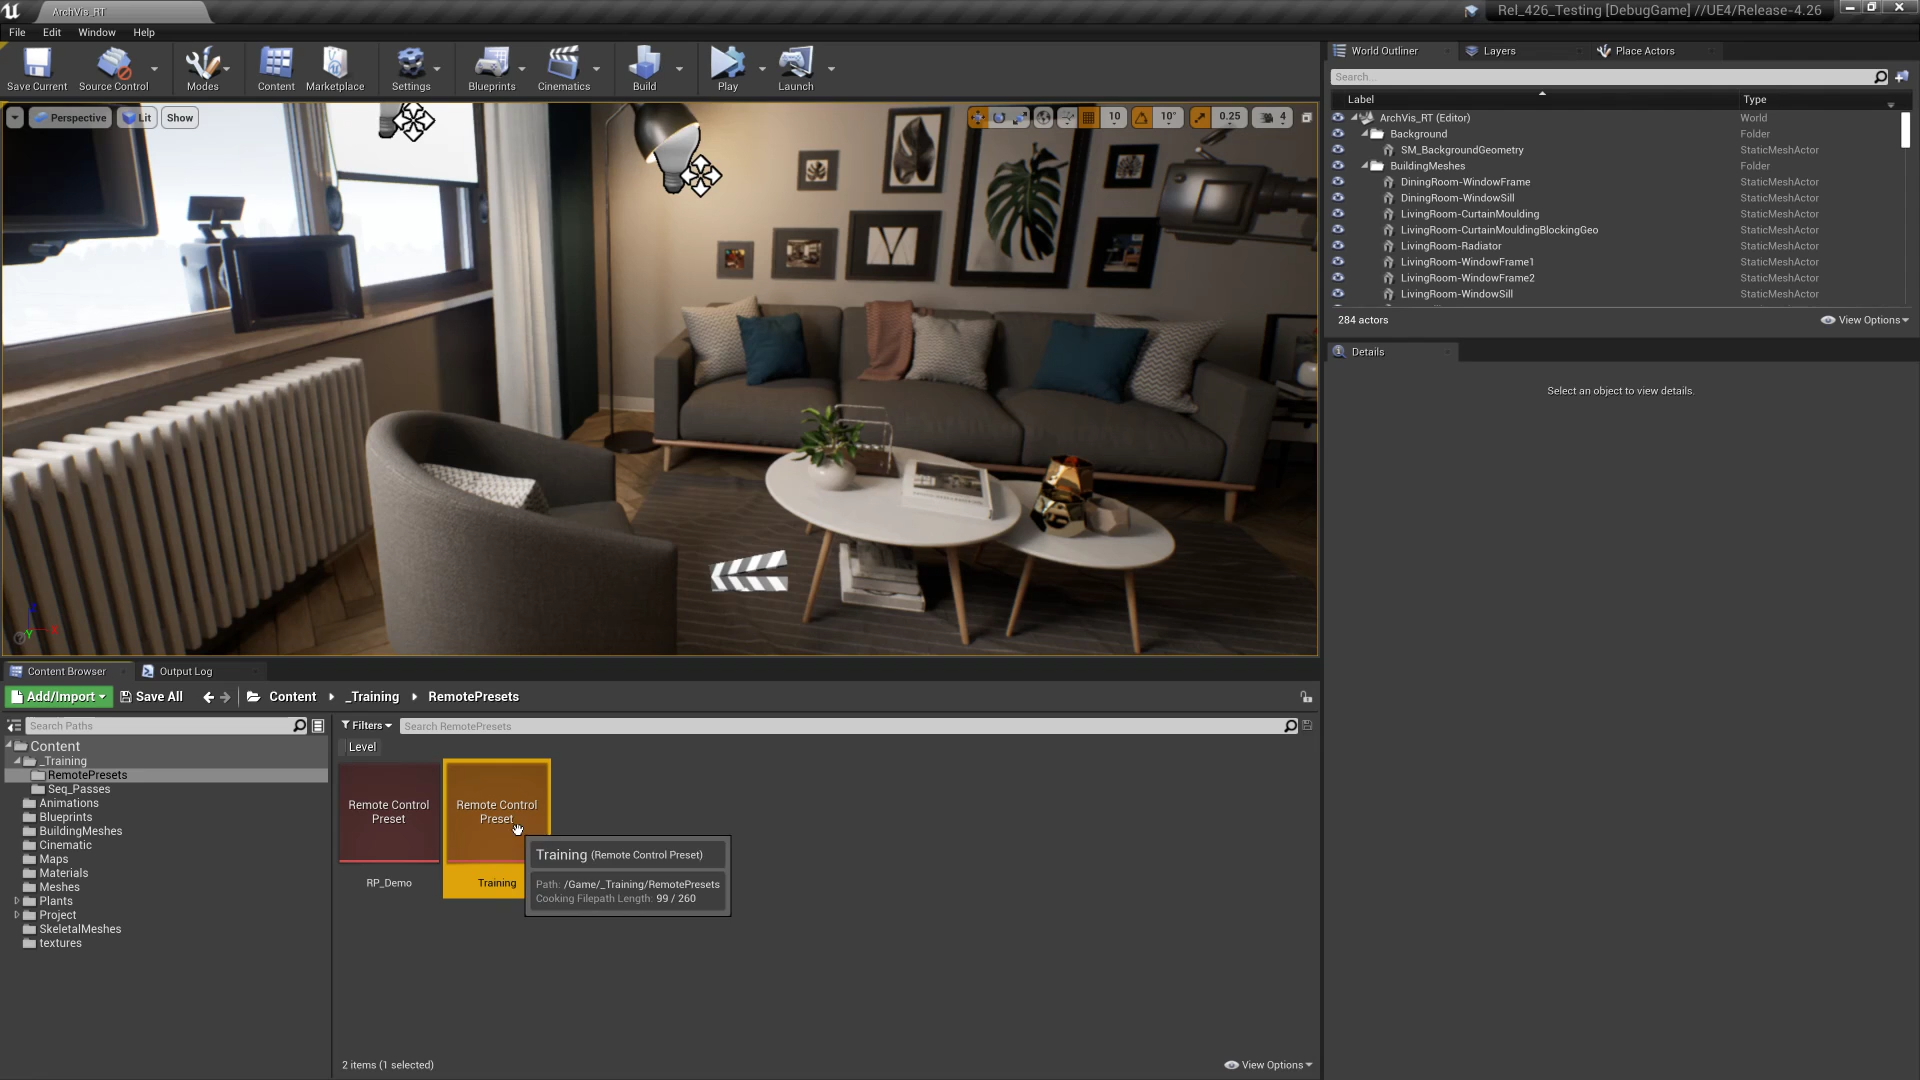 ArchVis_RT
Rel_426_Testing [DebugGame] //UE4/Release-4.26
File Edit Window Help
Save Current Source Control Modes Content Marketplace Settings Blueprints Cinematics Build Play Launch
Perspective Lit Show
10 10° 0.25 4
World Outliner Layers Place Actors
Search...
Label Type
ArchVis_RT (Editor) World
Background Folder
SM_BackgroundGeometry StaticMeshActor
BuildingMeshes Folder
DiningRoom-WindowFrame StaticMeshActor
DiningRoom-WindowSill StaticMeshActor
LivingRoom-CurtainMoulding StaticMeshActor
LivingRoom-CurtainMouldingBlockingGeo StaticMeshActor
LivingRoom-Radiator StaticMeshActor
LivingRoom-WindowFrame1 StaticMeshActor
LivingRoom-WindowFrame2 StaticMeshActor
LivingRoom-WindowSill StaticMeshActor
284 actors View Options
Details
Select an object to view details.
Y
Content Browser Output Log
Add/Import Save All Content _Training RemotePresets
Search Paths
Content
_Training
RemotePresets
Seq_Passes
Animations
Blueprints
BuildingMeshes
Cinematic
Maps
Materials
Meshes
Plants
Project
SkeletalMeshes
textures
Filters Search RemotePresets
Level
Remote Control
Preset
RP_Demo
Remote Control
Preset
Training
Training (Remote Control Preset)
Path: /Game/_Training/RemotePresets
Cooking Filepath Length: 99 / 260
2 items (1 selected) View Options